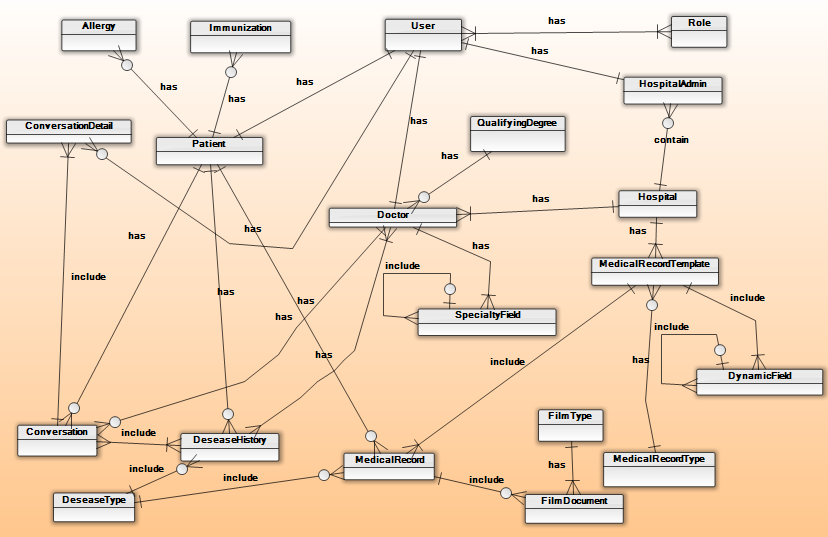 Allergy
Immunization
User
has
Role
has
HospitalAdmin
has
has
has
ConversationDetail
has
QualifyingDegree
contain
Patient
has
has
Hospital
Doctor
has
has
has
has
MedicalRecordTemplate
include
include
has
has
include
has
SpecialtyField
include
has
include
has
DynamicField
FilmType
Conversation
include
DeseaseHistory
MedicalRecord
MedicalRecordType
include
has
include
include
DeseaseType
FilmDocument